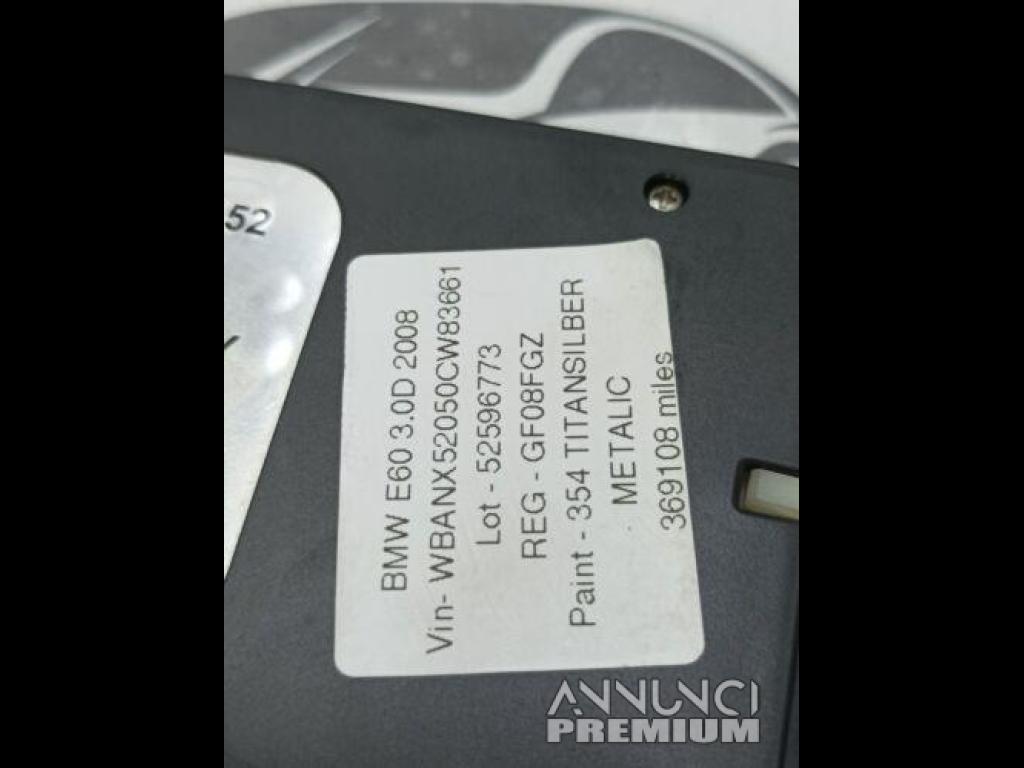 52
BMW E60 3.0D 2008
Vin- WBANX52050CW83661
Lot - 52596773
REG - GF08FGZ
Paint - 354 TITANSILBER
METALIC
369108 miles
ANNUNCI
PREMIUM